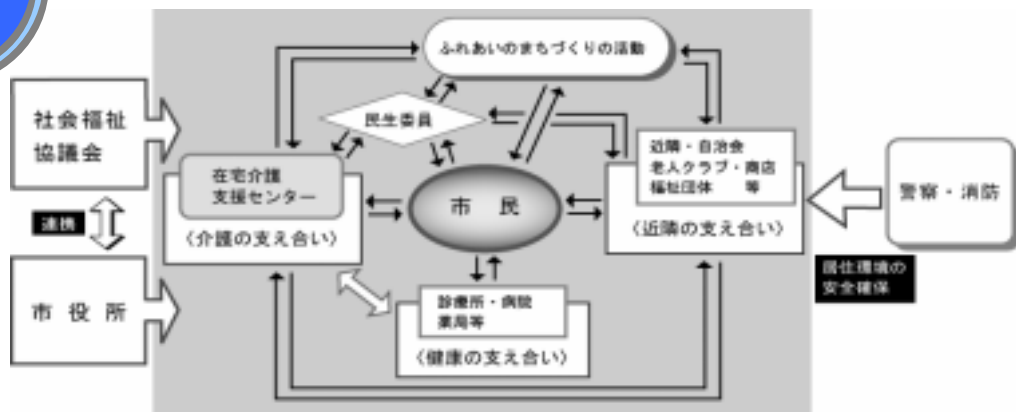 ふれあいのまちづくりの活動
民生委員
社会福祉
協議会
連携
市役所
在宅介護
支援センター
〈介護の支え合い〉
市民
近隣・自治会
老人クラブ・商店
福祉団体 等
〈近隣の支え合い〉
診療所・病院
薬局等
〈健康の支え合い〉
警察・消防
居住環境の
安全確保